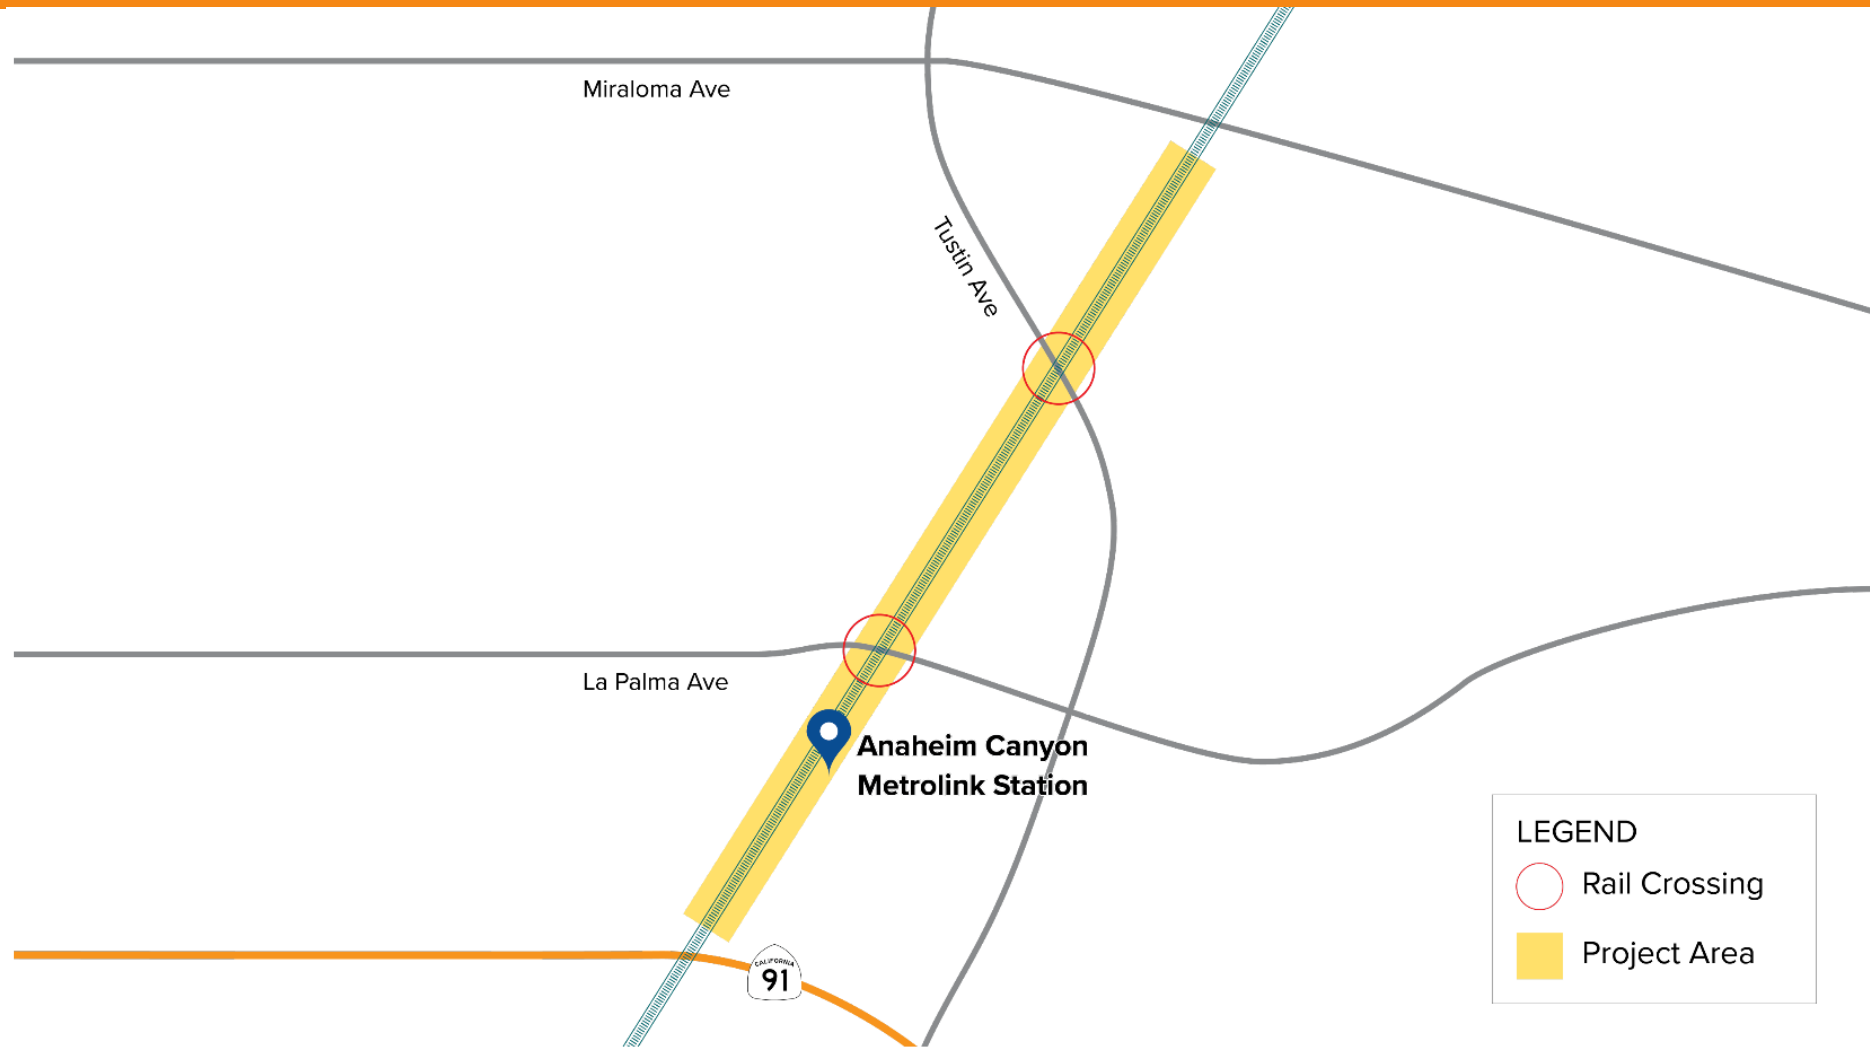 Miraloma Ave
Tustin Ave
La Palma Ave
Anaheim Canyon
Metrolink Station
LEGEND
Rail Crossing
Project Area
CALIFORNIA
91